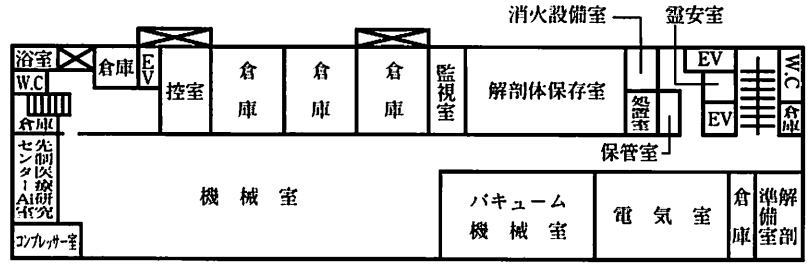 消火設備室
霊安室
浴室
倉庫
EV
控室
倉庫
倉庫
倉庫
監視室
解剖体保存室
処置室
EV
W.C
W.C
倉庫
EV
倉庫
保管室
先制医療研究
センターAi室
機械室
バキューム
機械室
電気室
倉庫
解剖
準備室
コンプレッサー室